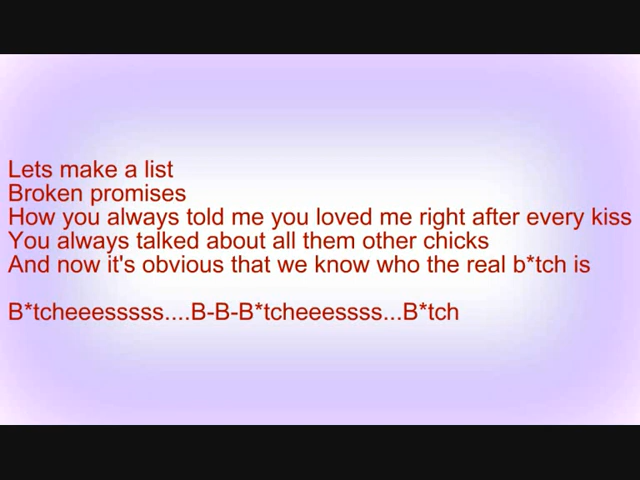 Lets make a list
Broken promises
How you always told me you loved me right after every kiss
You always talked about all them other chicks
And now it's obvious that we know who the real b*tch is
B*tcheeesssss....B-B-B*tcheeessss...B*tch